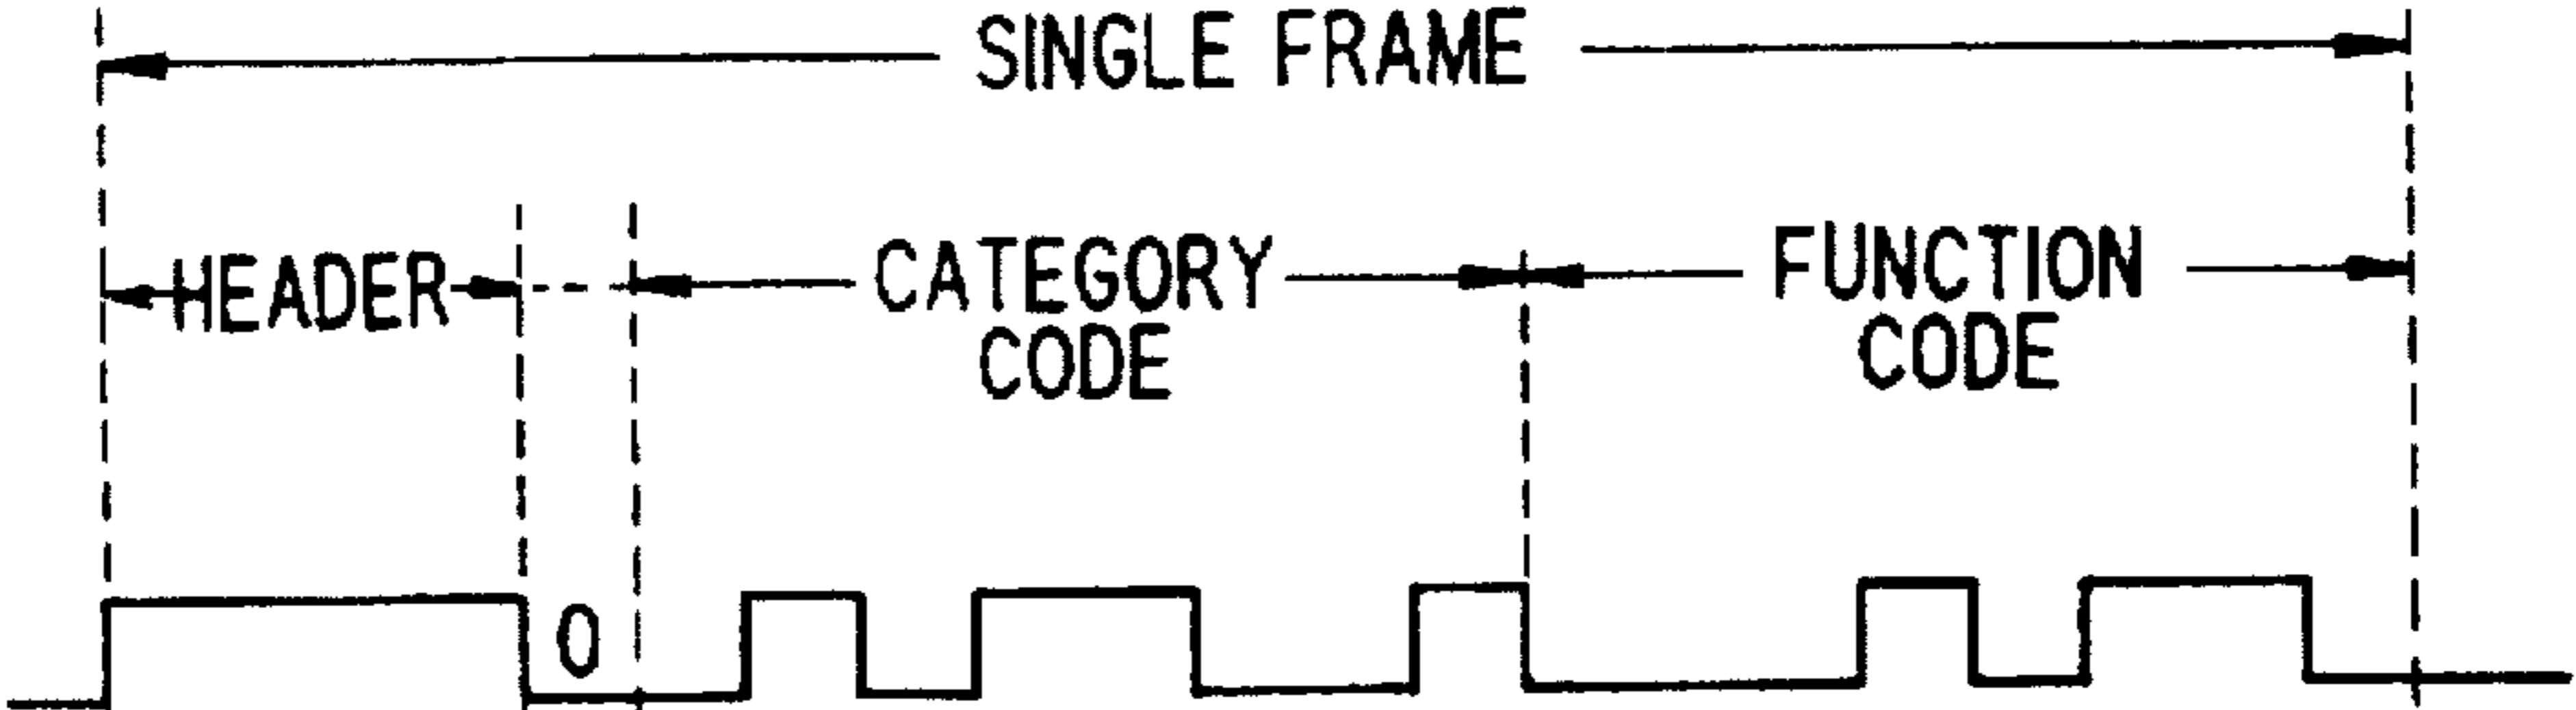 SINGLE FRAME
HEADER
CATEGORY
CODE
FUNCTION
CODE
0